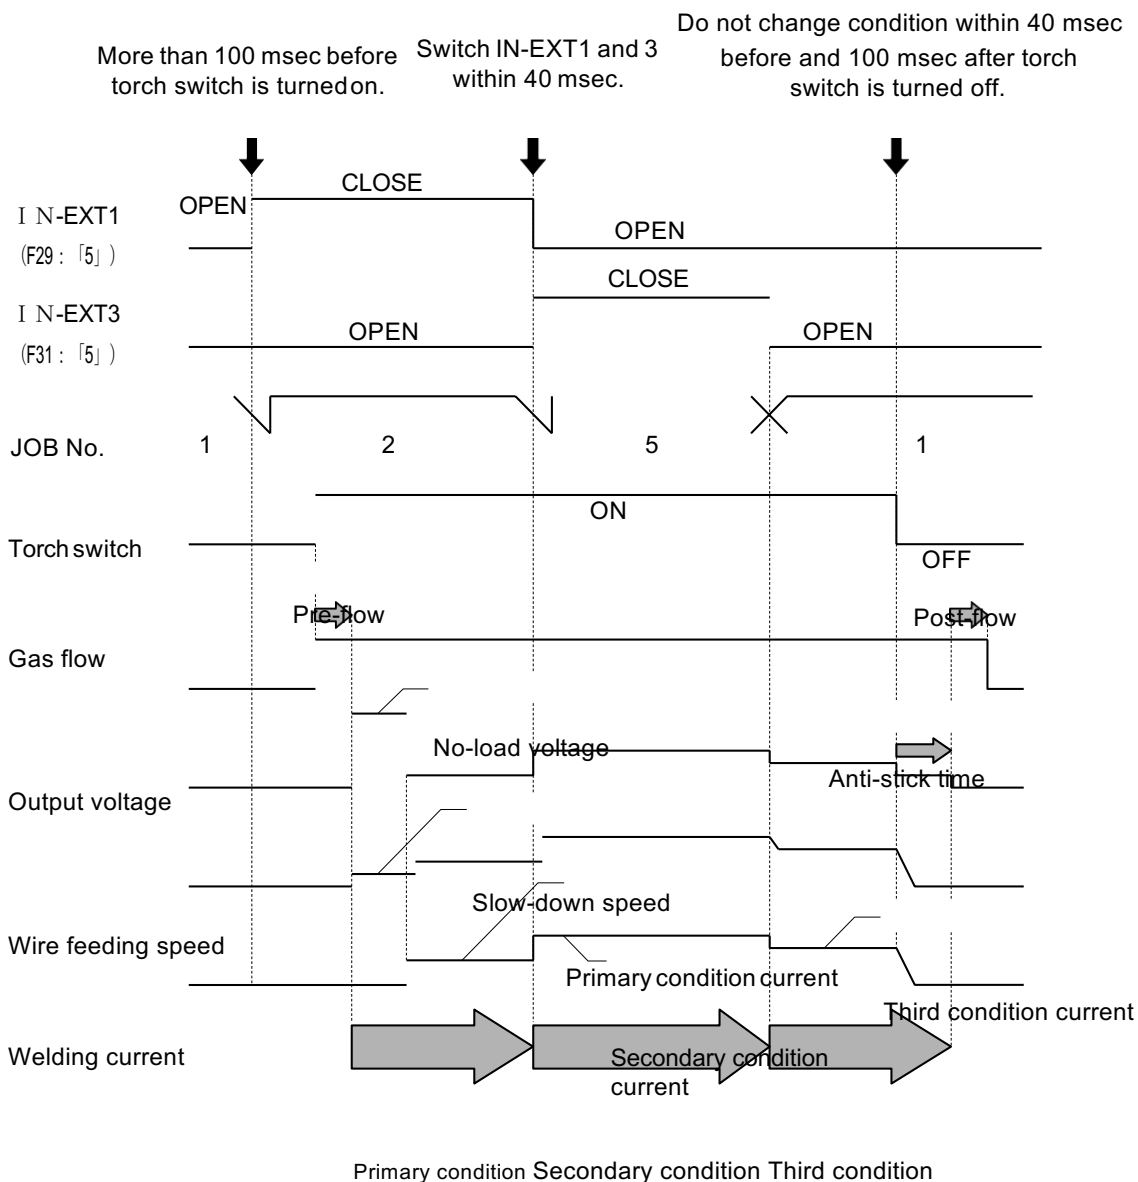 More than 100 msec before
torch switch is turned on.
Switch IN-EXT1 and 3
within 40 msec.
Do not change condition within 40 msec
before and 100 msec after torch
switch is turned off.
ＩＮ-EXT1
(F29：「5」)
OPEN
CLOSE
OPEN
ＩＮ-EXT3
(F31：「5」)
OPEN
CLOSE
OPEN
JOB No.
1
2
5
1
Torch switch
ON
OFF
Pre-flow
Post-flow
Gas flow
No-load voltage
Anti-stick time
Output voltage
Slow-down speed
Wire feeding speed
Primary condition current
Third condition current
Welding current
Secondary condition
current
Primary condition Secondary condition Third condition